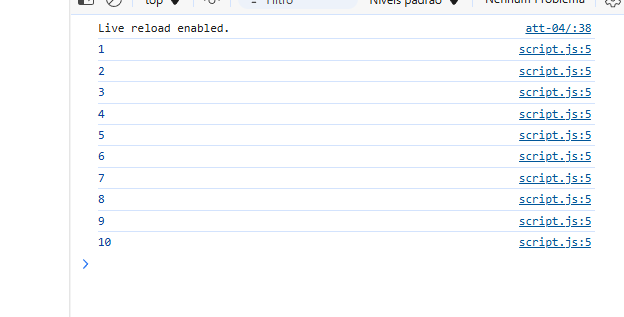 top Filtro Níveis padrão Nenhum Problema
Live reload enabled. att-04/:38
1 script.js:5
2 script.js:5
3 script.js:5
4 script.js:5
5 script.js:5
6 script.js:5
7 script.js:5
8 script.js:5
9 script.js:5
10 script.js:5